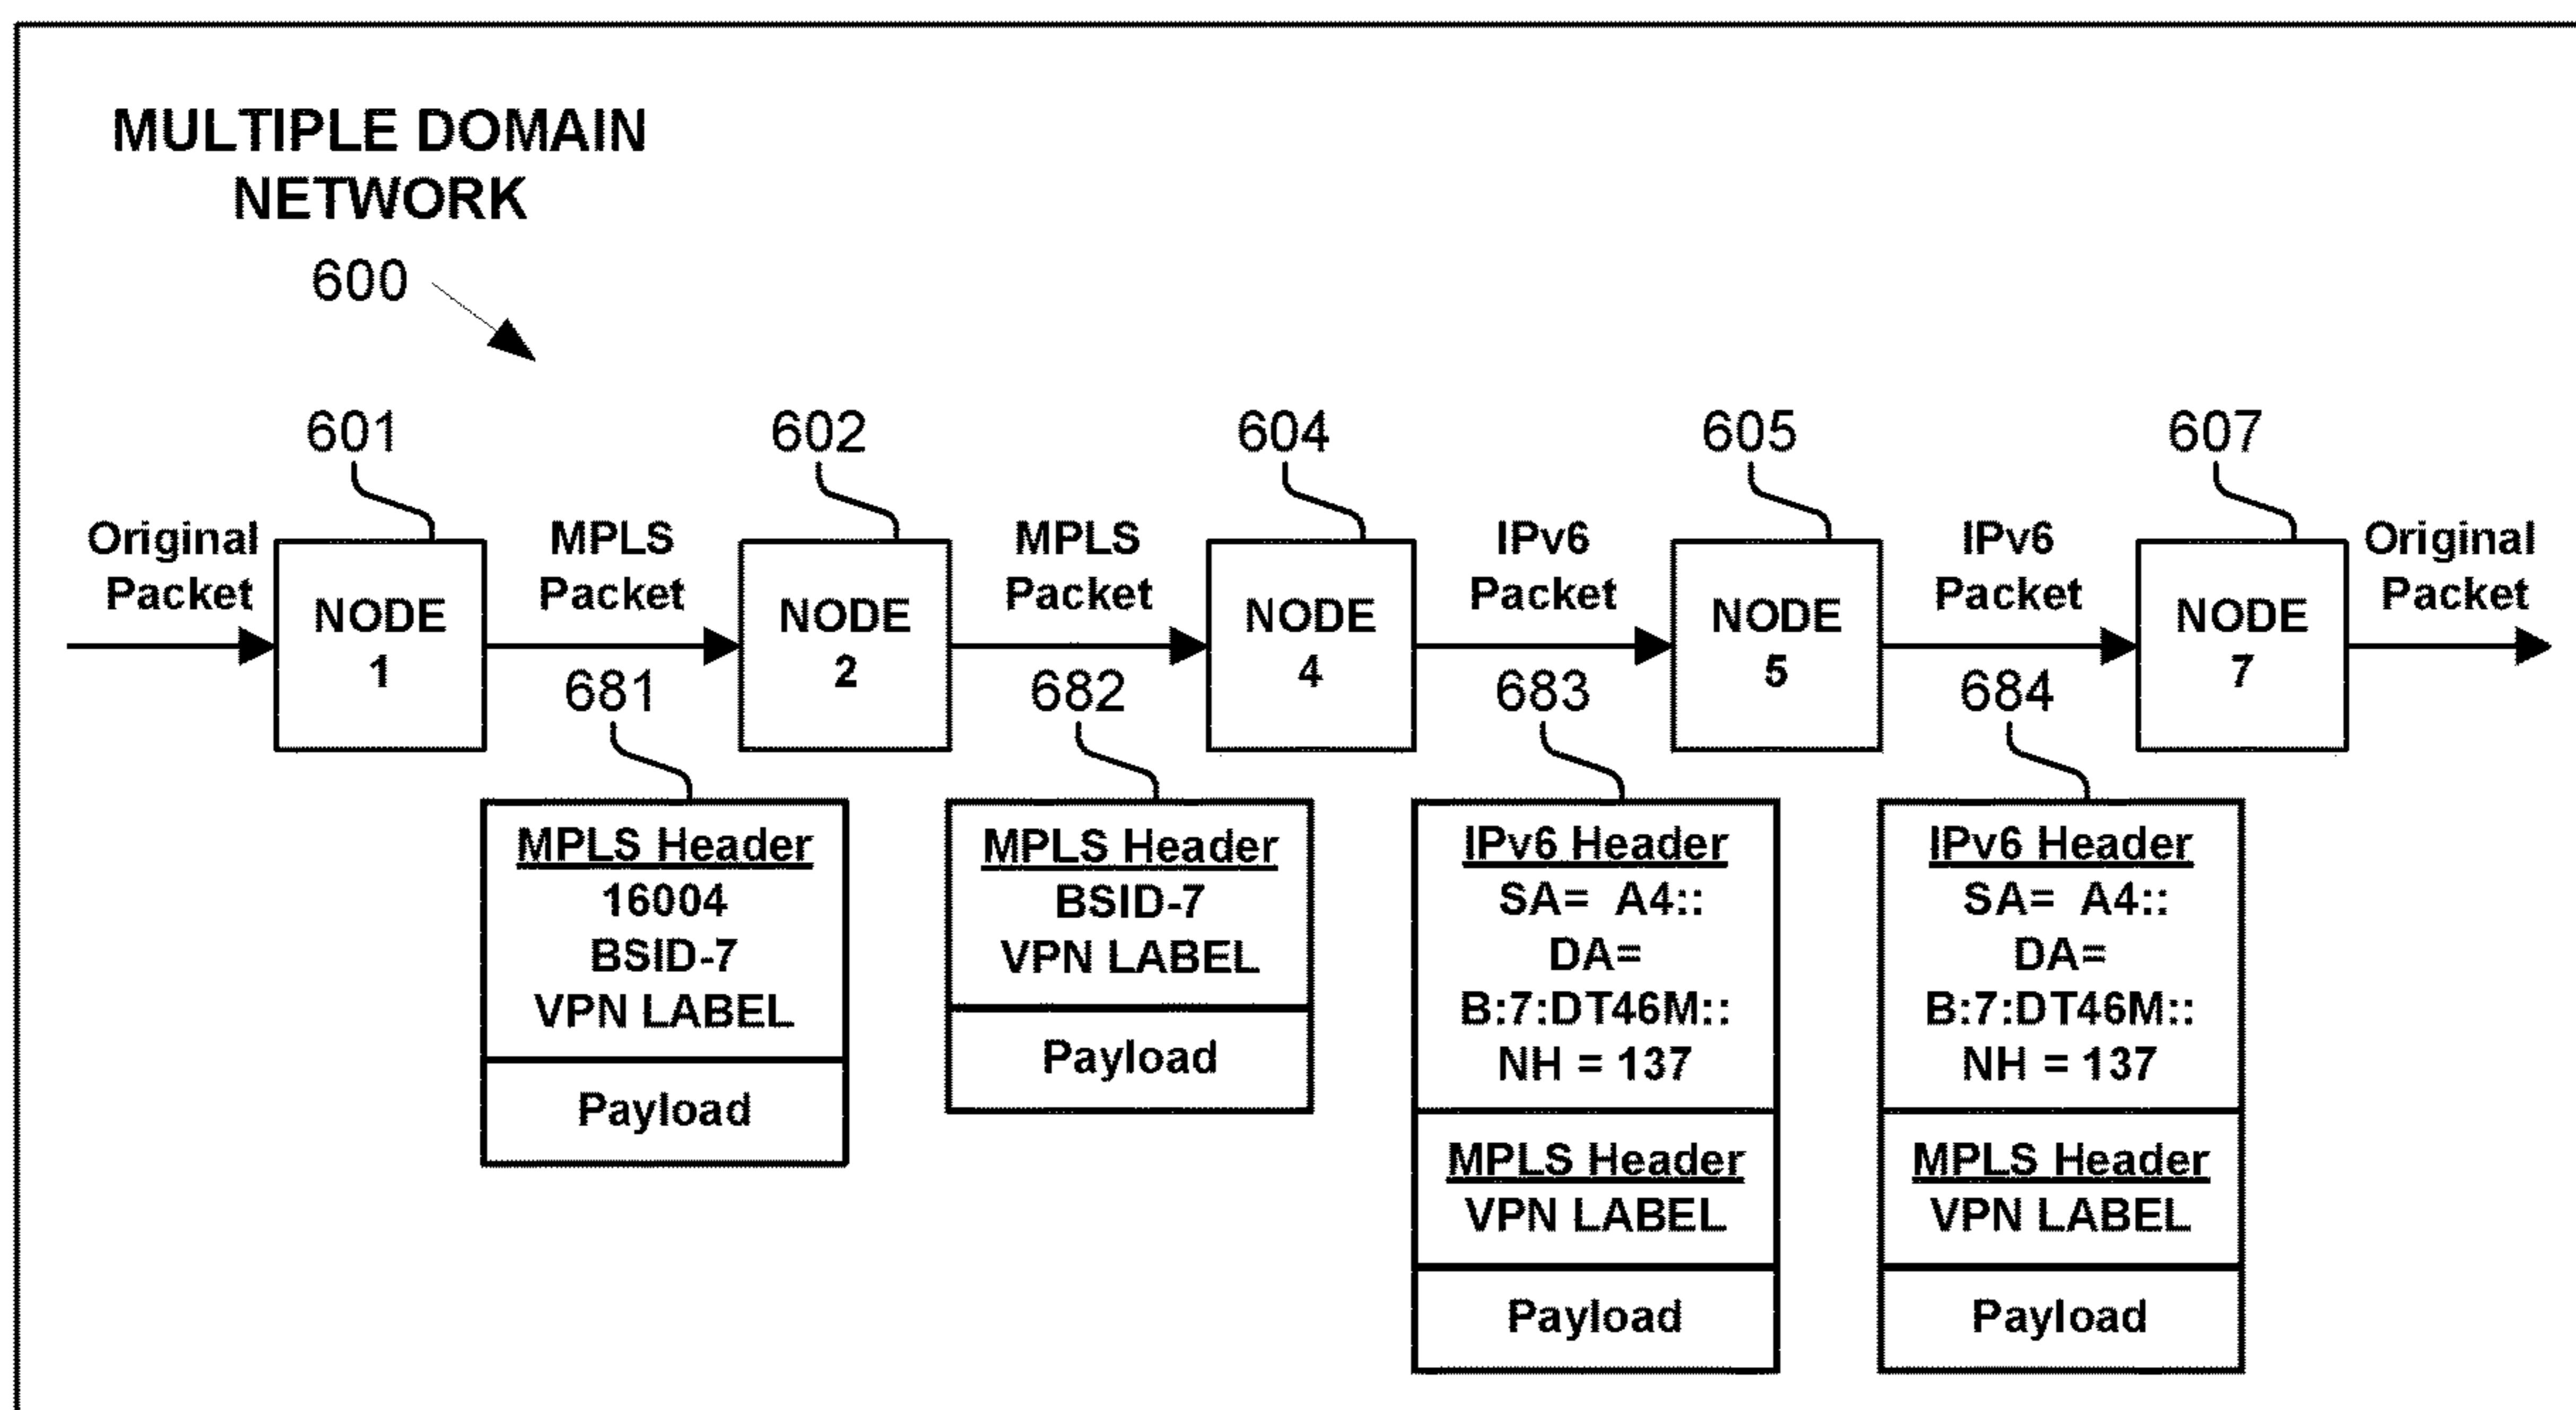 MULTIPLE DOMAIN
NETWORK
600
601
602
604
605
607
Original
Packet
NODE
1
MPLS
Packet
NODE
2
MPLS
Packet
NODE
4
IPv6
Packet
NODE
5
IPv6
Packet
NODE
7
Original
Packet
681
682
683
684
MPLS Header
16004
BSID-7
VPN LABEL
Payload
MPLS Header
BSID-7
VPN LABEL
Payload
IPv6 Header
SA= A4::
DA=
B:7:DT46M::
NH = 137
MPLS Header
VPN LABEL
Payload
IPv6 Header
SA= A4::
DA=
B:7:DT46M::
NH = 137
MPLS Header
VPN LABEL
Payload